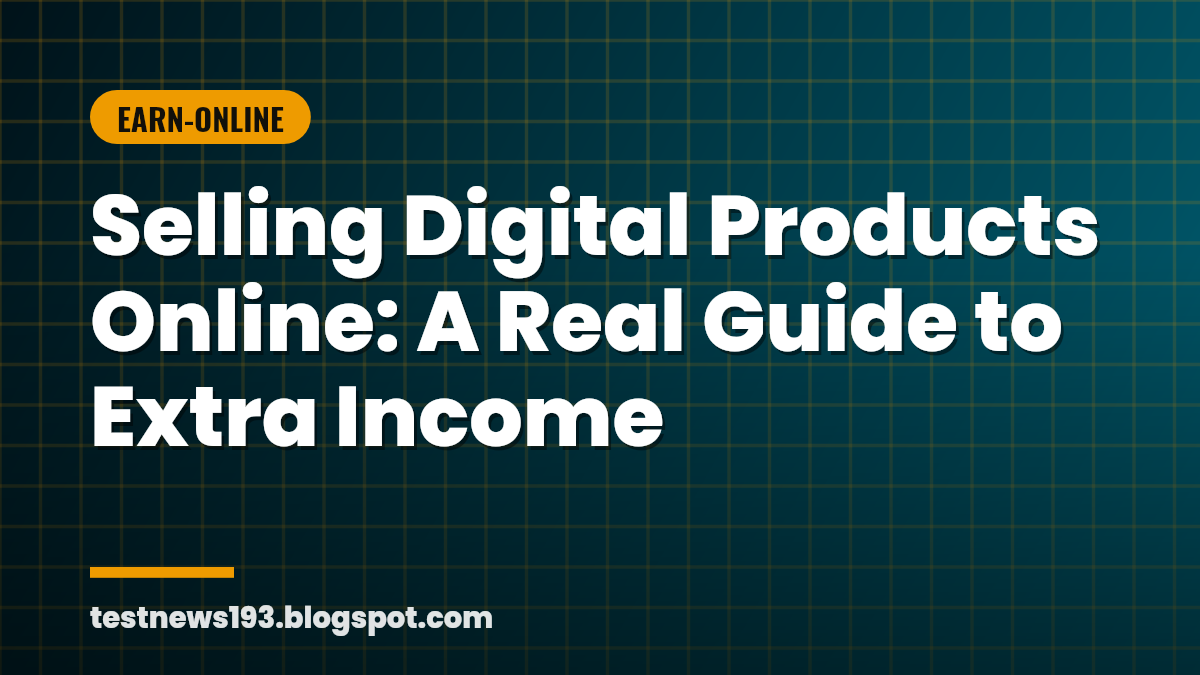 EARN-ONLINE
Selling Digital Products
Online: A Real Guide to
Extra Income
testnews193.blogspot.com